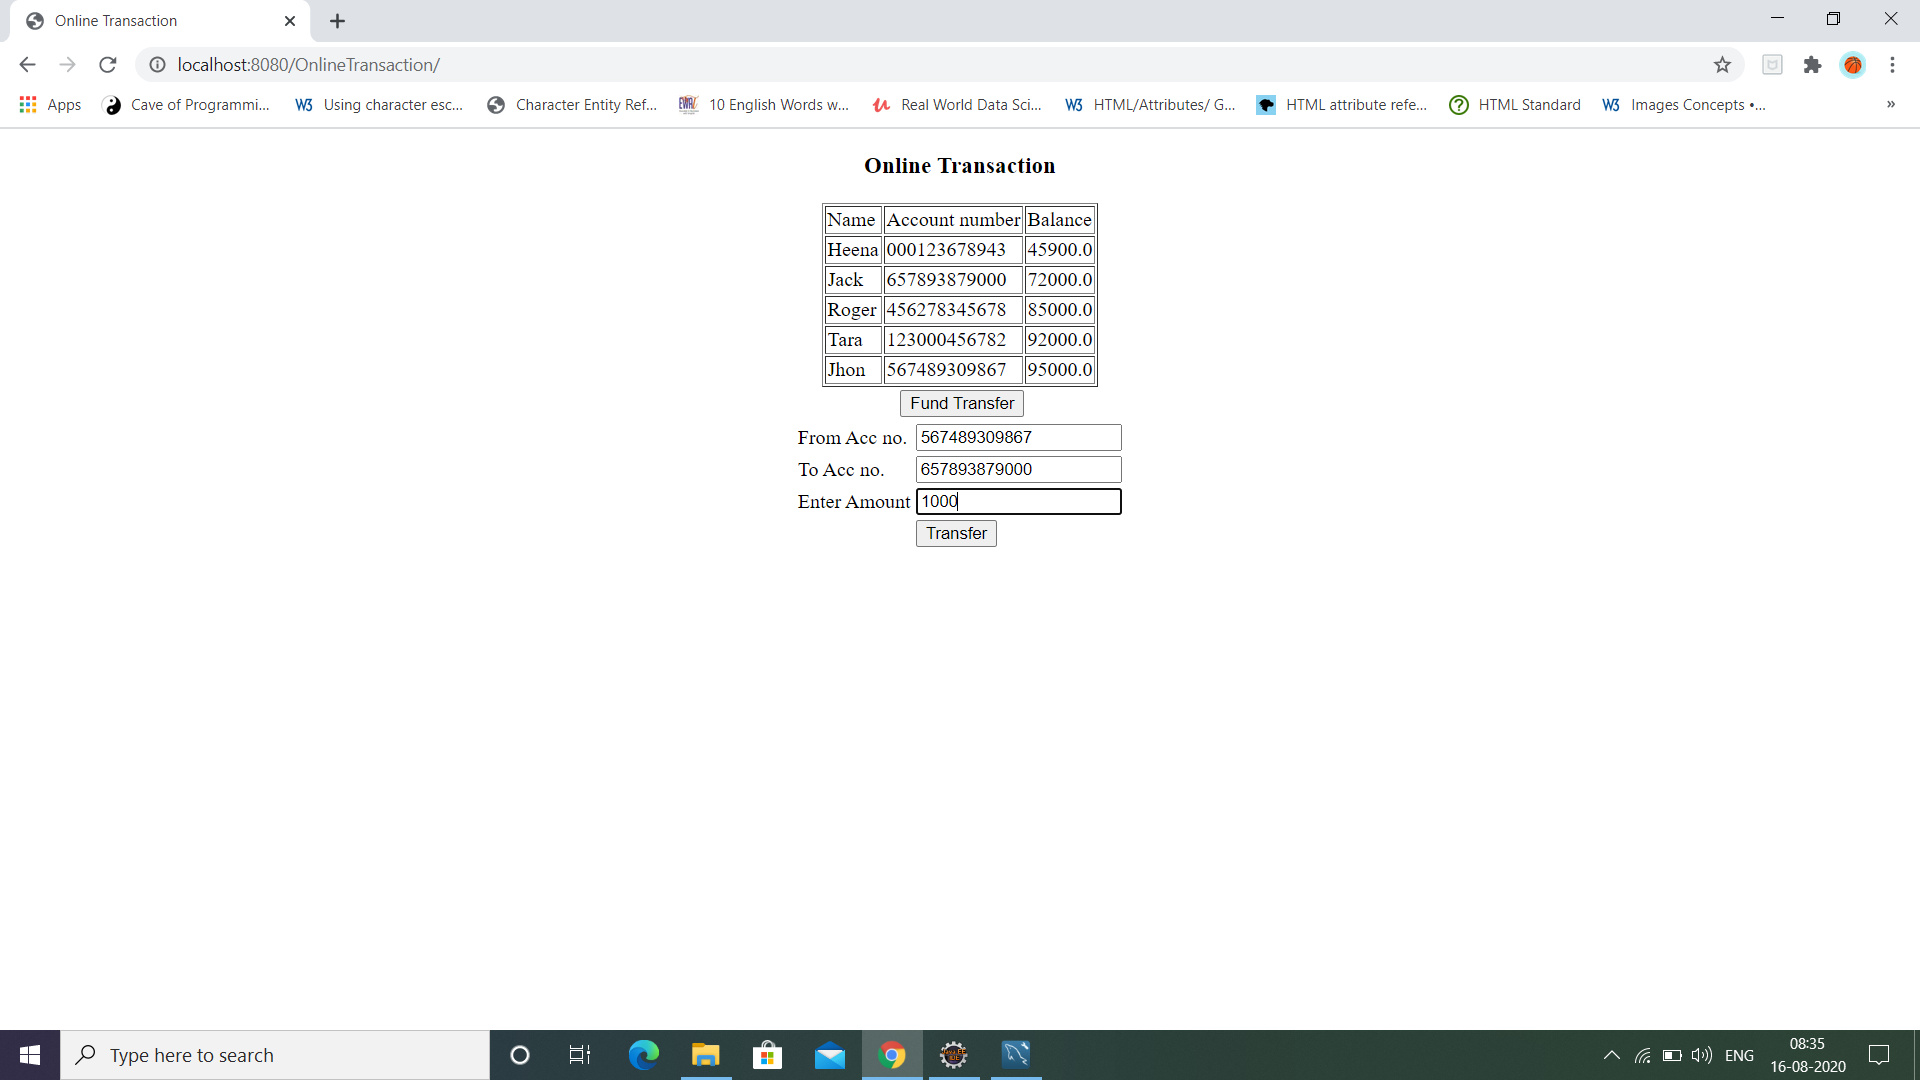 Online Transaction
localhost:8080/OnlineTransaction/
Apps Cave of Programmi... Using character esc... Character Entity Ref... 10 English Words w... Real World Data Sci... HTML/Attributes/ G... HTML attribute refe... HTML Standard Images Concepts •... »
Online Transaction
Name Account number Balance
Heena 000123678943 45900.0
Jack 657893879000 72000.0
Roger 456278345678 85000.0
Tara 123000456782 92000.0
Jhon 567489309867 95000.0
Fund Transfer
From Acc no. 567489309867
To Acc no. 657893879000
Enter Amount 1000
Transfer
Type here to search
ENG
08:35
16-08-2020